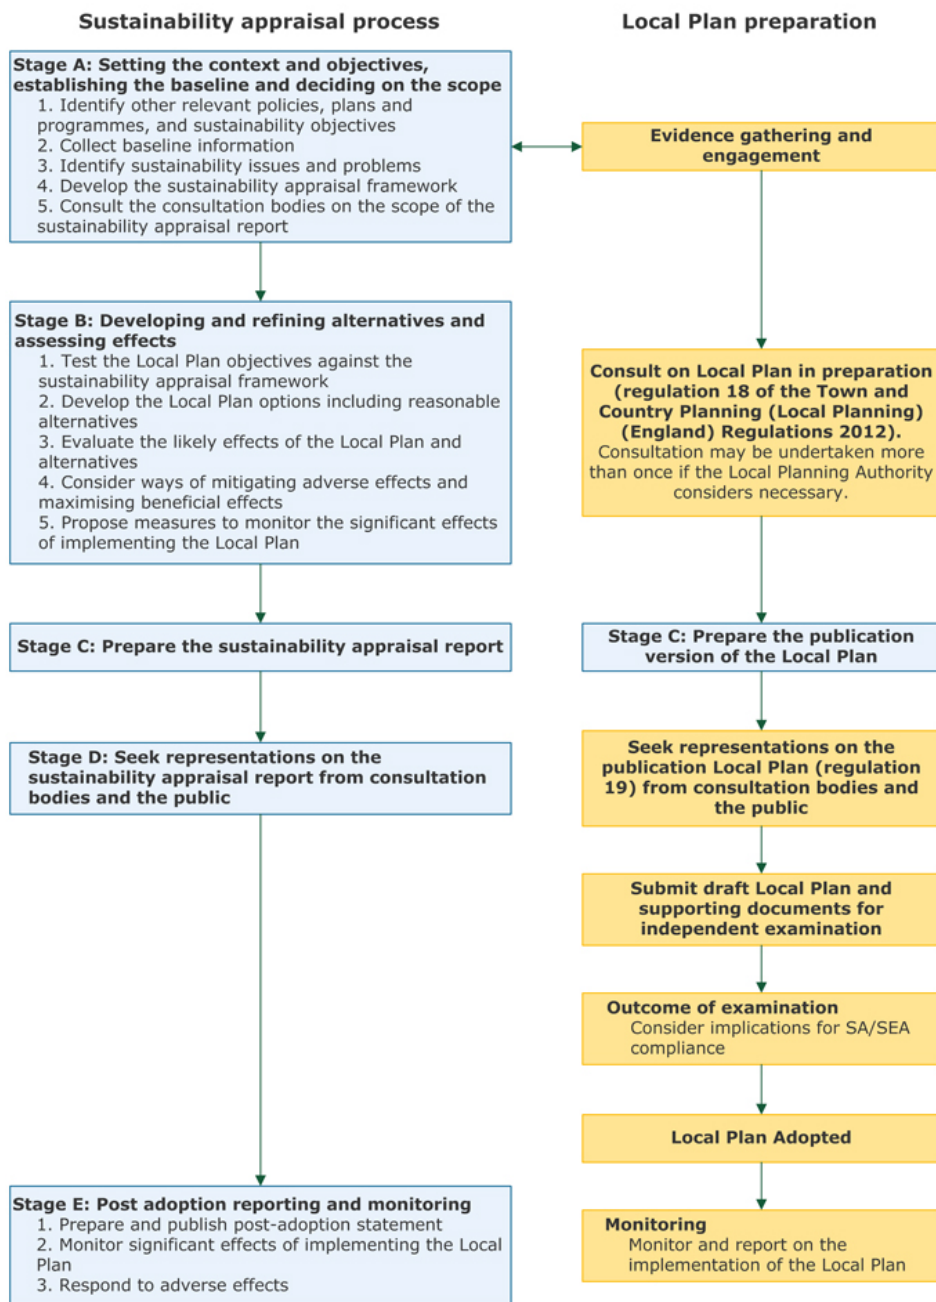 Sustainability appraisal process
Local Plan preparation
Stage A: Setting the context and objectives,
establishing the baseline and deciding on the scope
1. Identify other relevant policies, plans and
programmes, and sustainability objectives
2. Collect baseline information
3. Identify sustainability issues and problems
4. Develop the sustainability appraisal framework
5. Consult the consultation bodies on the scope of the
sustainability appraisal report
Evidence gathering and
engagement
Stage B: Developing and refining alternatives and
assessing effects
1. Test the Local Plan objectives against the
sustainability appraisal framework
2. Develop the Local Plan options including reasonable
alternatives
3. Evaluate the likely effects of the Local Plan and
alternatives
4. Consider ways of mitigating adverse effects and
maximising beneficial effects
5. Propose measures to monitor the significant effects
of implementing the Local Plan
Consult on Local Plan in preparation
(regulation 18 of the Town and
Country Planning (Local Planning)
(England) Regulations 2012).
Consultation may be undertaken more
than once if the Local Planning Authority
considers necessary.
Stage C: Prepare the sustainability appraisal report
Stage C: Prepare the publication
version of the Local Plan
Stage D: Seek representations on the
sustainability appraisal report from consultation
bodies and the public
Seek representations on the
publication Local Plan (regulation
19) from consultation bodies and
the public
Submit draft Local Plan and
supporting documents for
independent examination
Outcome of examination
Consider implications for SA/SEA
compliance
Local Plan Adopted
Stage E: Post adoption reporting and monitoring
1. Prepare and publish post-adoption statement
2. Monitor significant effects of implementing the Local
Plan
3. Respond to adverse effects
Monitoring
Monitor and report on the
implementation of the Local Plan